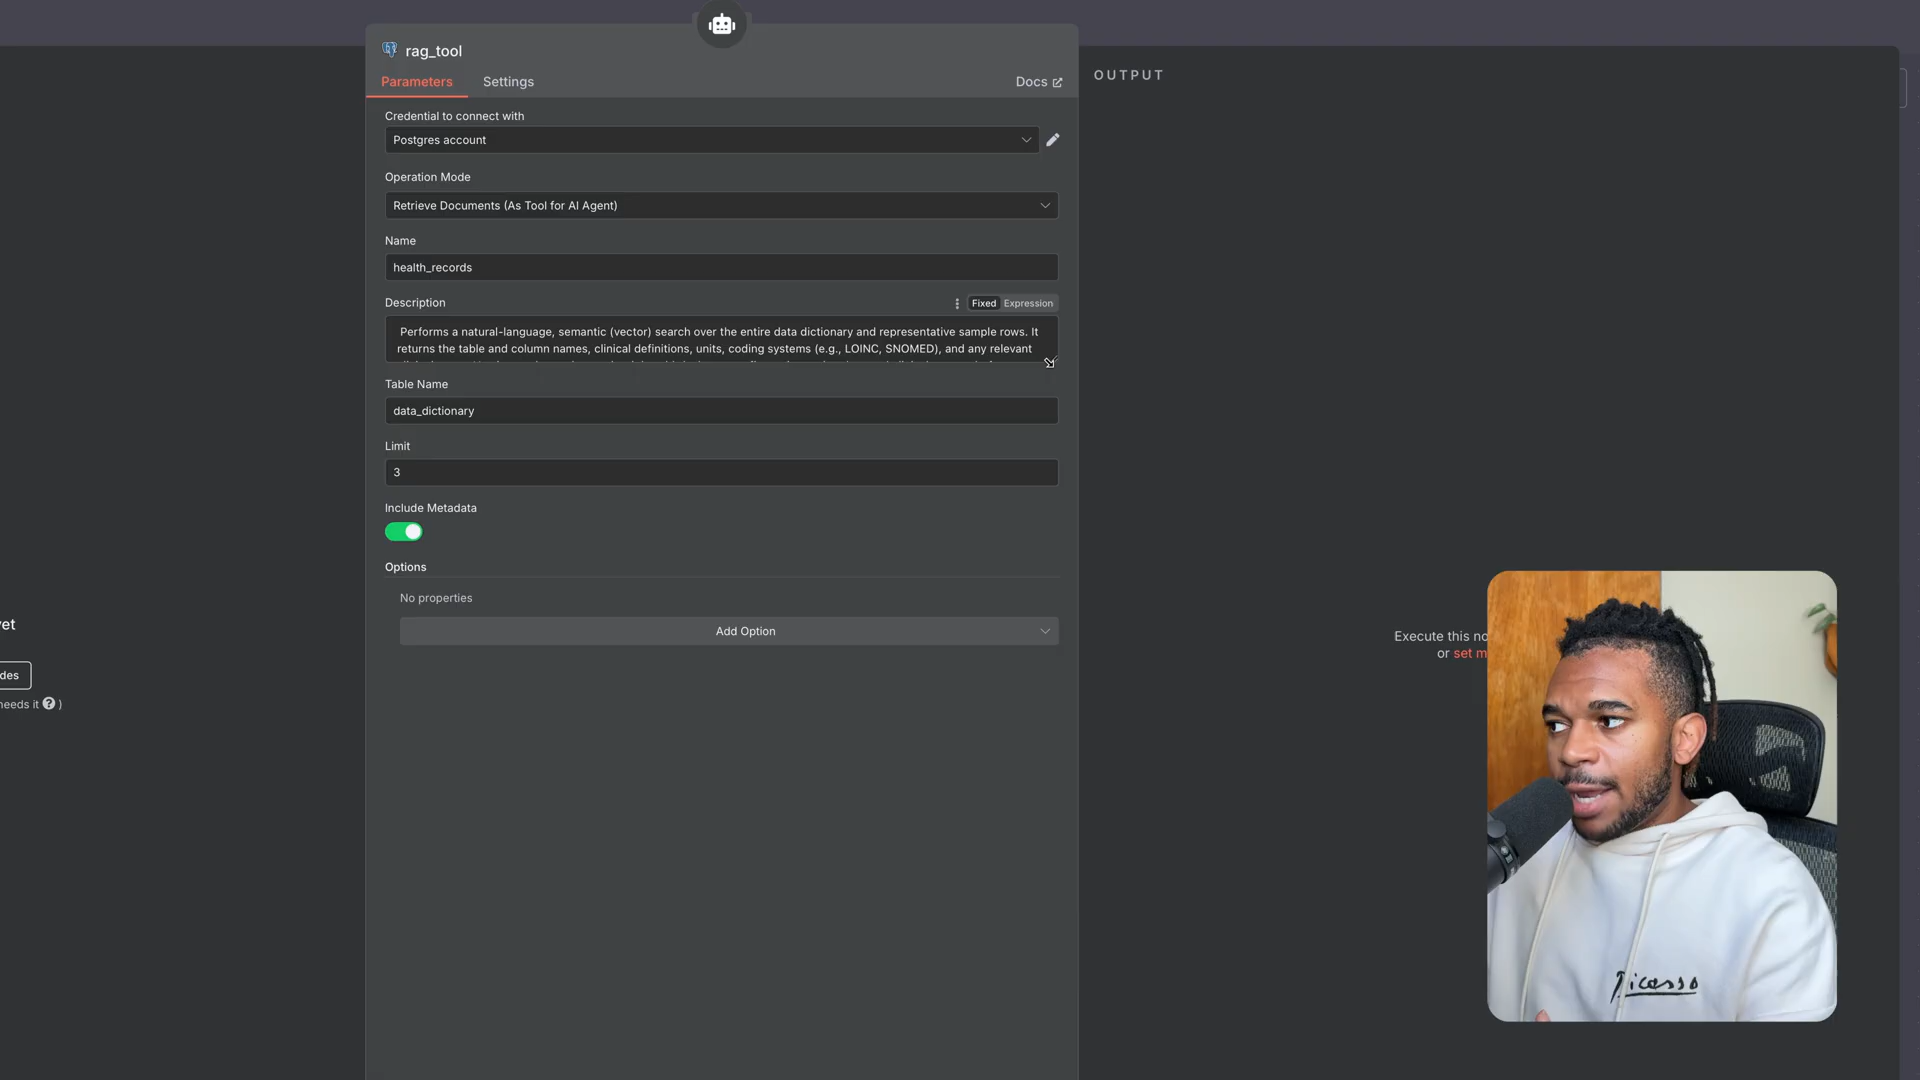 rag_tool
Parameters
Settings
Docs
OUTPUT
Credential to connect with
Postgres account
Operation Mode
Retrieve Documents (As Tool for AI Agent)
Name
health_records
Description
Fixed
Expression
Performs a natural-language, semantic (vector) search over the entire data dictionary and representative sample rows. It
returns the table and column names, clinical definitions, units, coding systems (e.g., LOINC, SNOMED), and any relevant
Table Name
data_dictionary
Limit
3
Include Metadata
Options
No properties
Add Option
yet
des
needs it ? )
Execute this no
or set m
Picasso